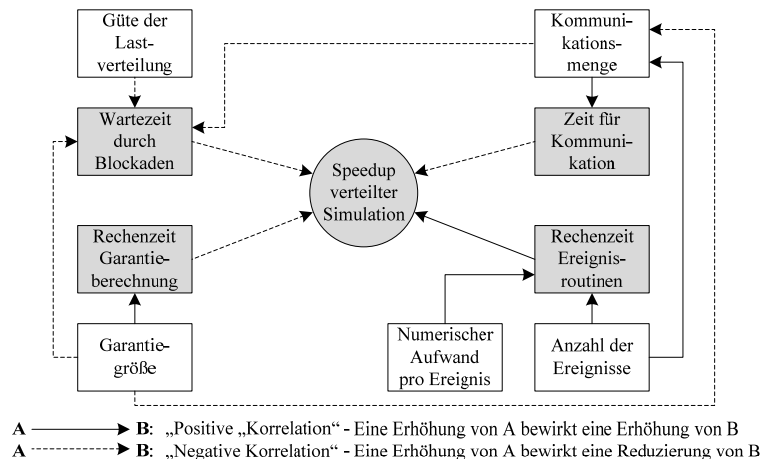 Güte der
Last-
verteilung
Kommuni-
kations-
menge
Wartezeit
durch
Blockaden
Zeit für
Kommuni-
kation
Speedup
verteilter
Simulation
Rechenzeit
Garantie-
berechnung
Rechenzeit
Ereignis-
routinen
Garantie-
größe
Numerischer
Aufwand
pro Ereignis
Anzahl der
Ereignisse
A B: „Positive „Korrelation“ - Eine Erhöhung von A bewirkt eine Erhöhung von B
A B: „Negative Korrelation“ - Eine Erhöhung von A bewirkt eine Reduzierung von B